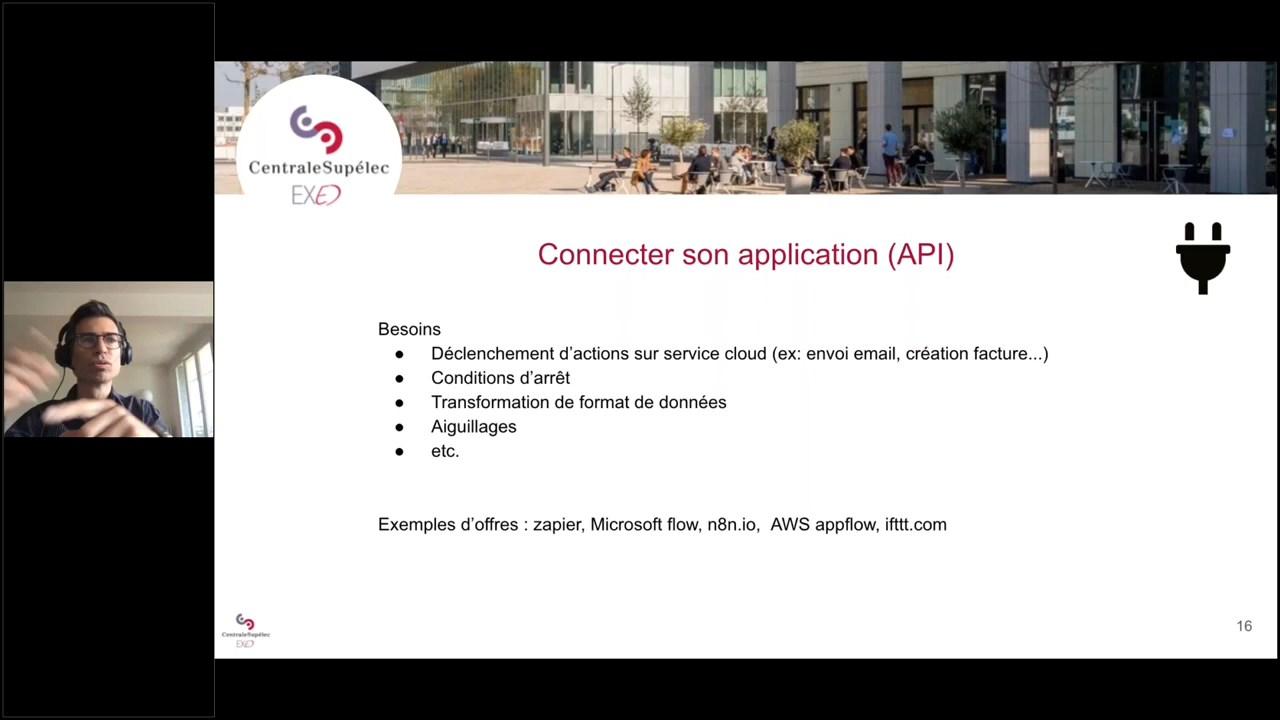 CentraleSupélec
EXED
Connecter son application (API)
Besoins
● Déclenchement d’actions sur service cloud (ex: envoi email, création facture...)
● Conditions d’arrêt
● Transformation de format de données
● Aiguillages
● etc.
Exemples d’offres : zapier, Microsoft flow, n8n.io, AWS appflow, ifttt.com
CentraleSupélec
EXED
16